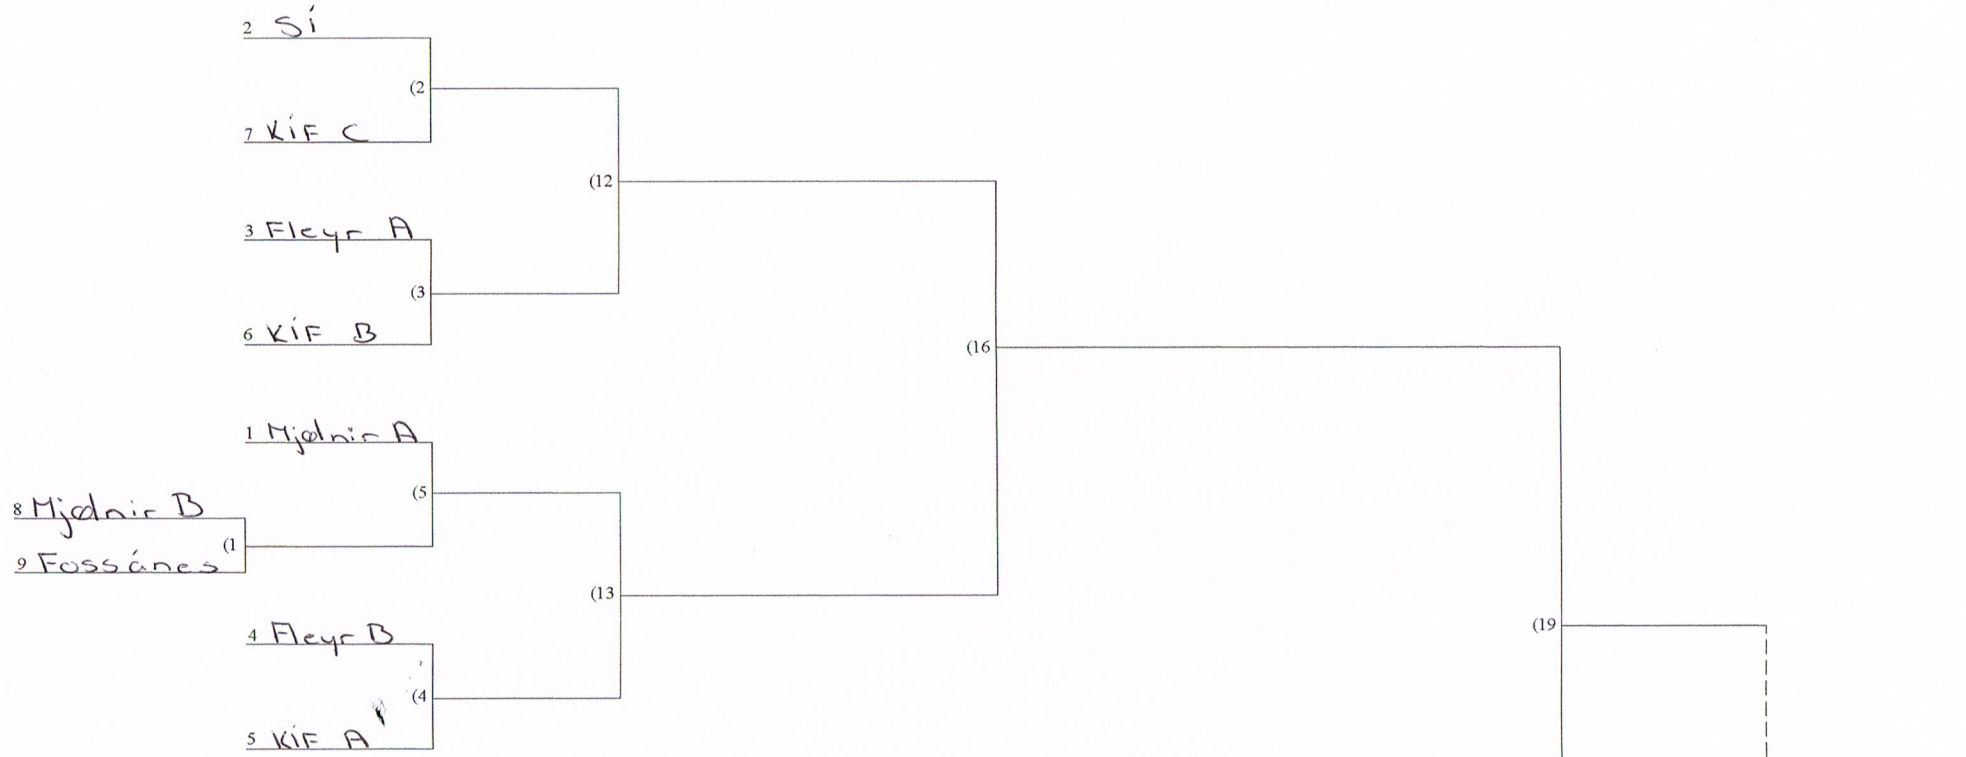 2 SÍ
(2
7 KÍF C
(12
3 Fleyr A
(3
6 KÍF B
(16
1 Mjølnir A
(5
8 Mjølnir B
(1
9 Fossánes
(13
4 Fleyr B
(19
(4
5 KÍF A